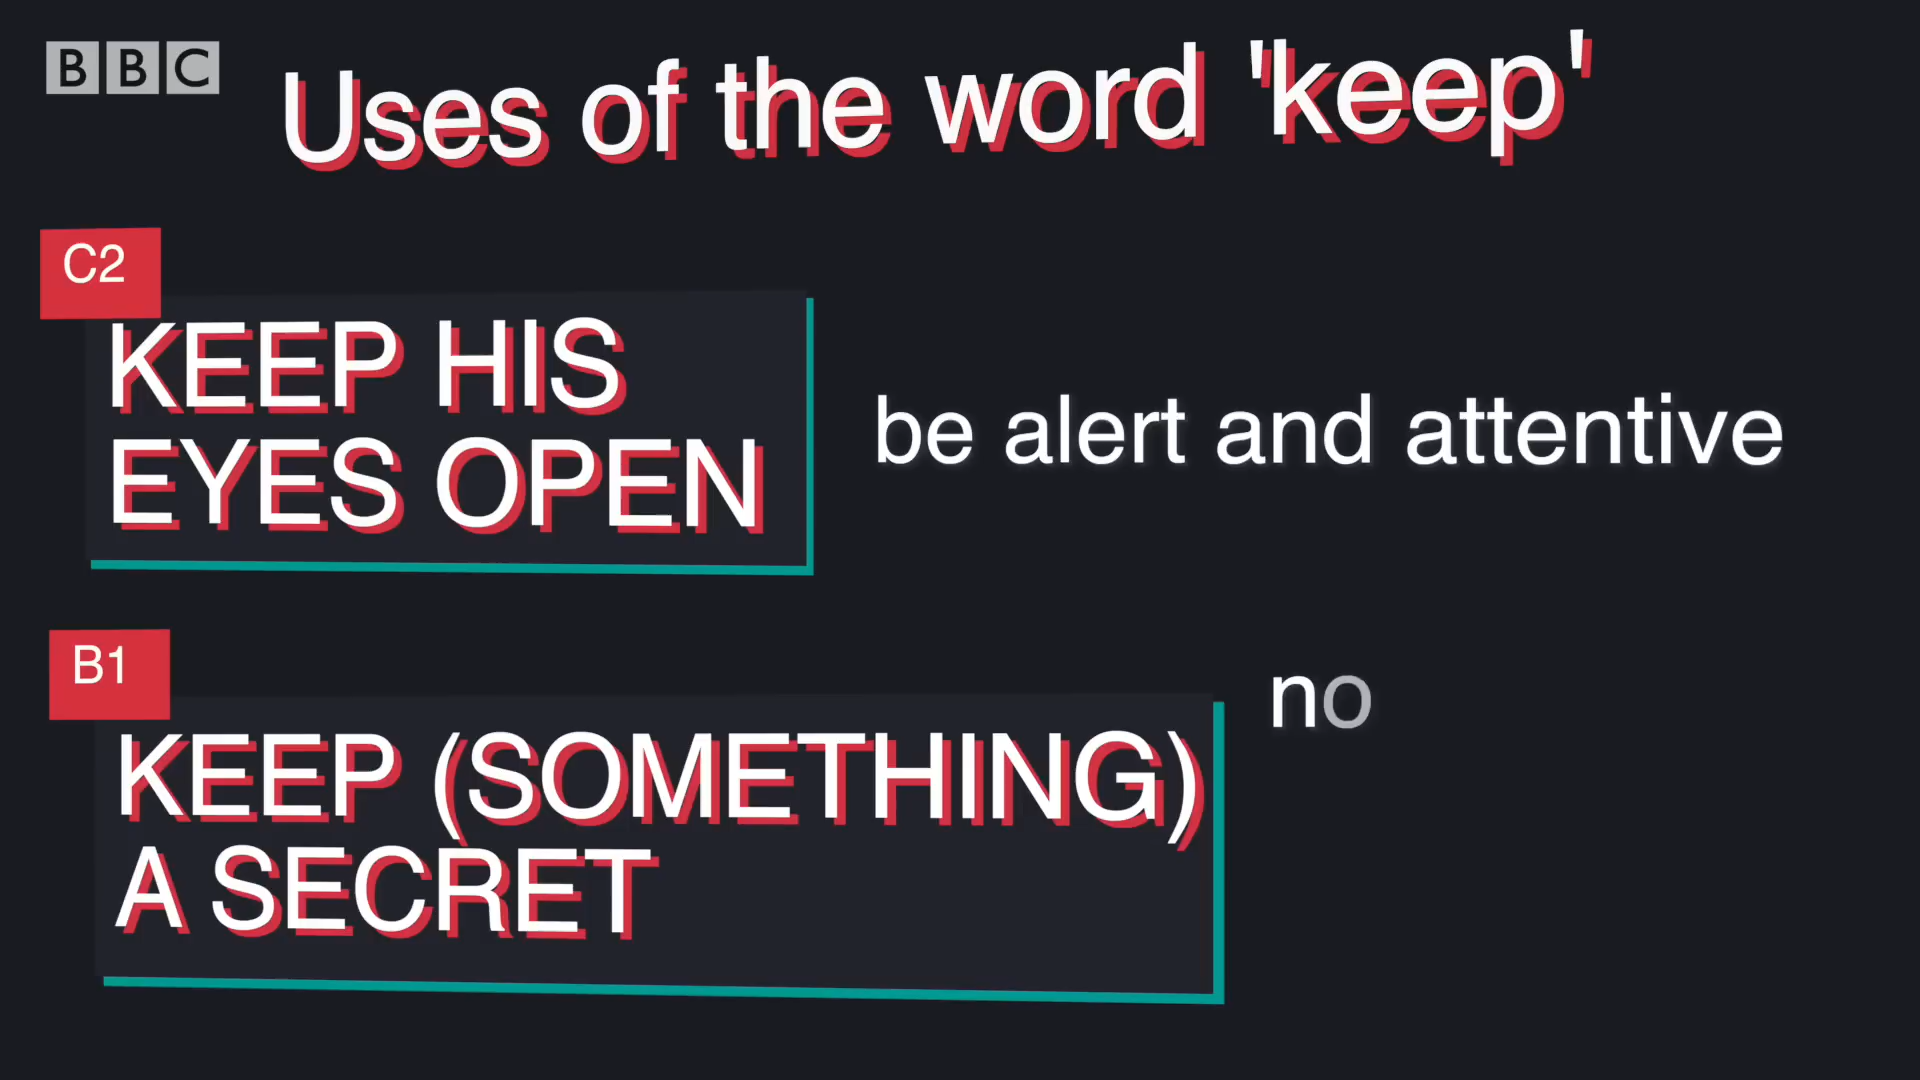 BBC
Uses of the word 'keep'
C2
KEEP HIS
EYES OPEN
be alert and attentive
B1
KEEP (SOMETHING)
A SECRET
no